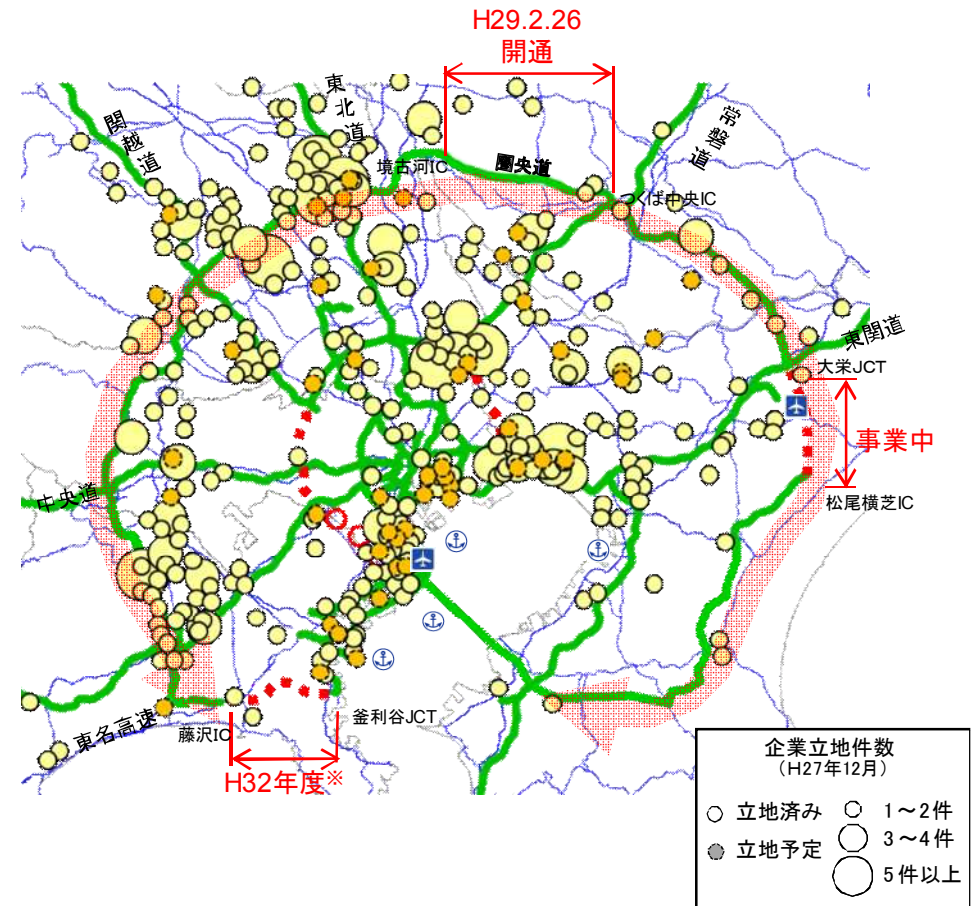 H29.2.26
開通
東北道
関越道
常磐道
境古河IC
圏央道
つくば中央IC
東関道
大栄JCT
事業中
中央道
松尾横芝IC
東名高速
藤沢IC
釜利谷JCT
H32年度※
企業立地件数
（H27年12月）
立地済み
1～2件
3～4件
立地予定
5件以上